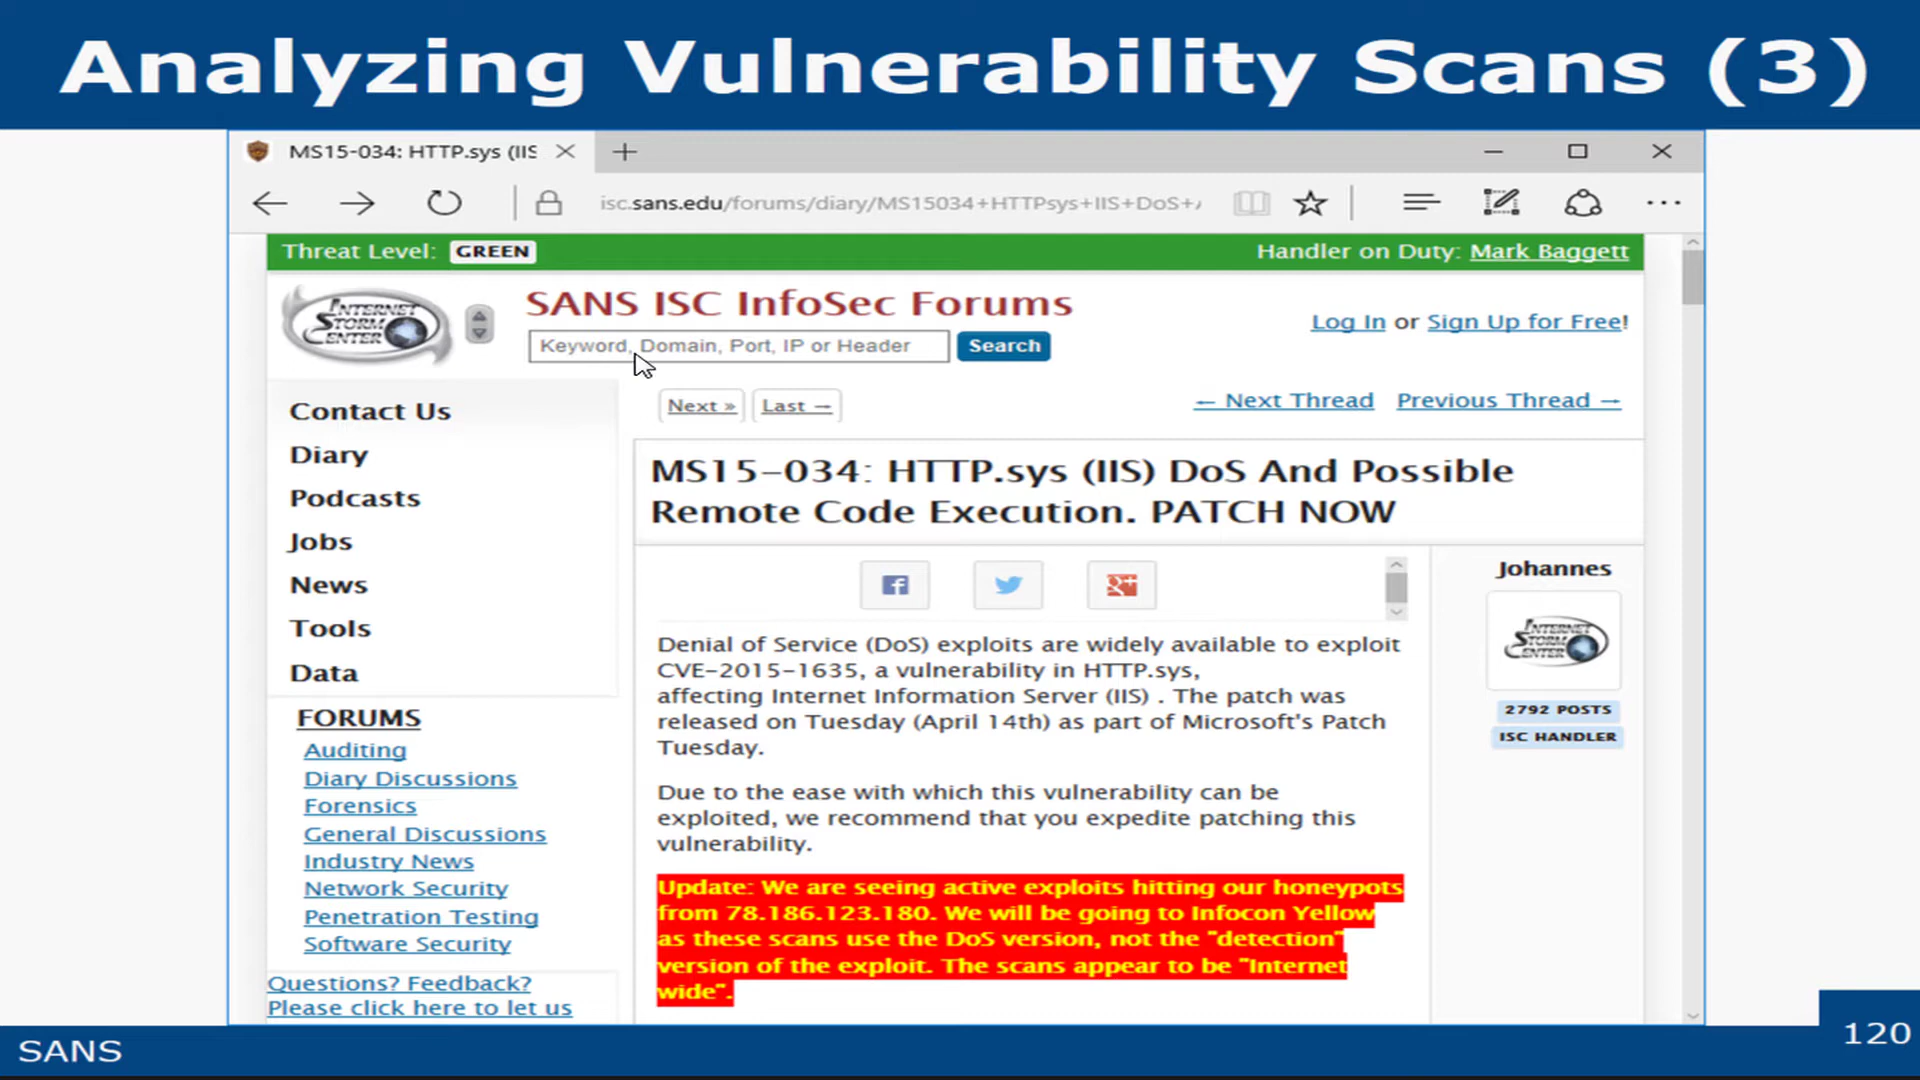 Analyzing Vulnerability Scans (3)
MS15-034: HTTP.sys (IIS
isc.sans.edu/forums/diary/MS15034+HTTPsys+IIS+DoS+
Threat Level: GREEN
Handler on Duty: Mark Baggett
INTERNET
STORM
CENTER
SANS ISC InfoSec Forums
Keyword, Domain, Port, IP or Header
Search
Log In or Sign Up for Free!
Next »
Last →
← Next Thread
Previous Thread →
Contact Us
Diary
Podcasts
Jobs
News
Tools
Data
FORUMS
Auditing
Diary Discussions
Forensics
General Discussions
Industry News
Network Security
Penetration Testing
Software Security
Questions? Feedback?
Please click here to let us
MS15-034: HTTP.sys (IIS) DoS And Possible
Remote Code Execution. PATCH NOW
Denial of Service (DoS) exploits are widely available to exploit
CVE-2015-1635, a vulnerability in HTTP.sys,
affecting Internet Information Server (IIS) . The patch was
released on Tuesday (April 14th) as part of Microsoft's Patch
Tuesday.
Due to the ease with which this vulnerability can be
exploited, we recommend that you expedite patching this
vulnerability.
Update: We are seeing active exploits hitting our honeypots
from 78.186.123.180. We will be going to Infocon Yellow
as these scans use the DoS version, not the "detection"
version of the exploit. The scans appear to be "Internet
wide".
Johannes
INTERNET
STORM
CENTER
2792 POSTS
ISC HANDLER
SANS
120